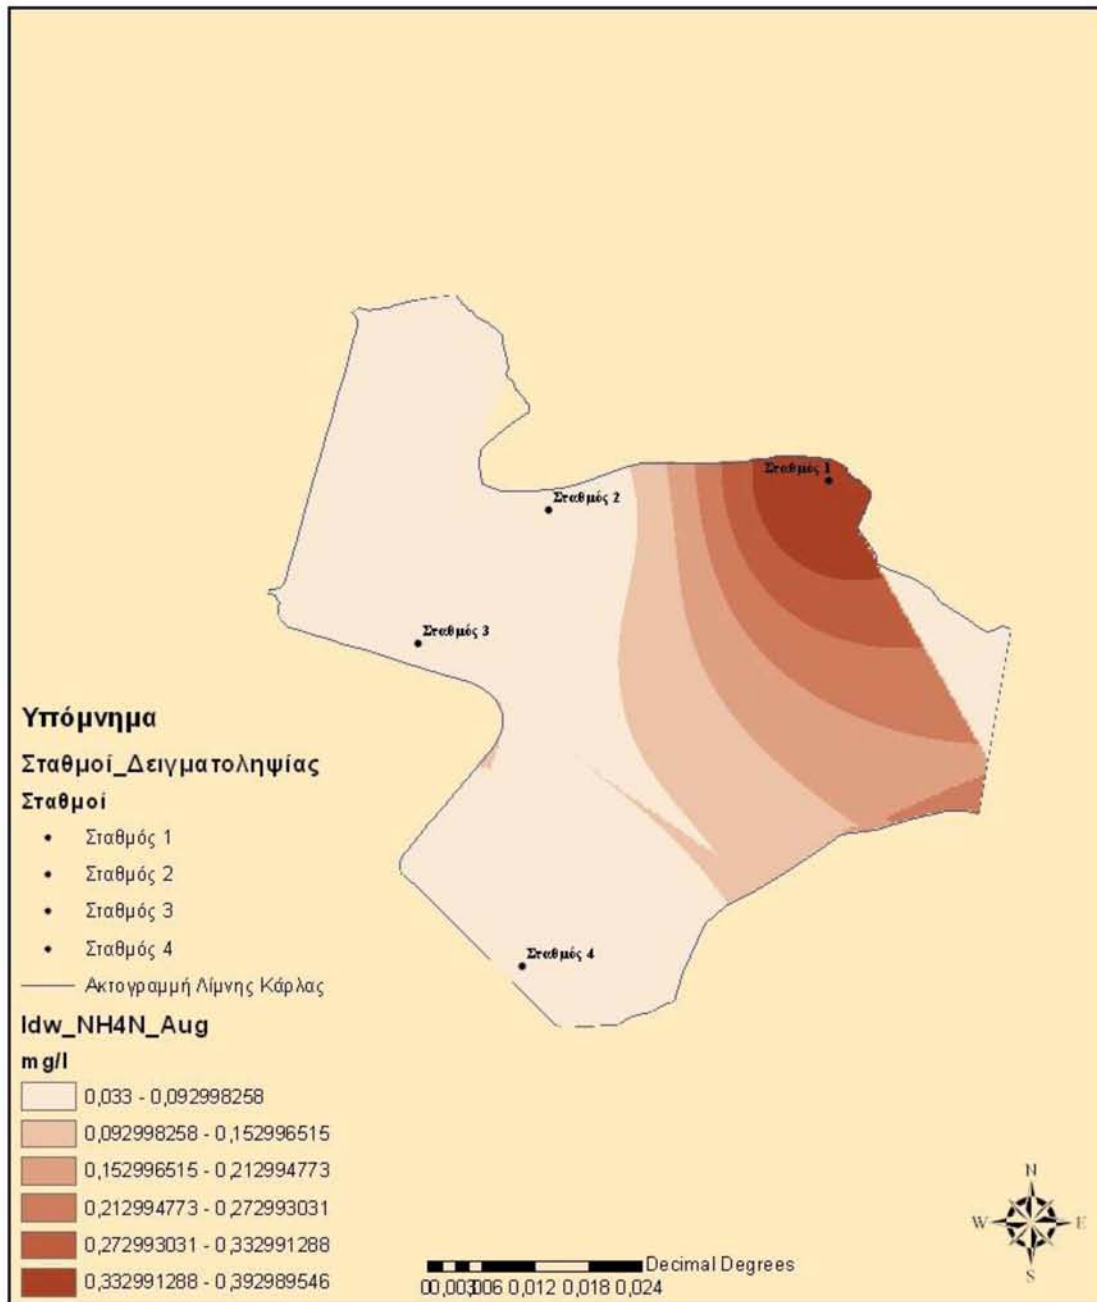 Σταθμός 1
Σταθμός 2
Σταθμός 3
Σταθμός 4
Υπόμνημα
Σταθμοί_Δειγματοληψίας
Σταθμοί
Σταθμός 1
Σταθμός 2
Σταθμός 3
Σταθμός 4
Ακτογραμμή Λίμνης Κάρλας
Idw_NH4N_Aug
mg/l
0,033 - 0,092998258
0,092998258 - 0,152996515
0,152996515 - 0,212994773
0,212994773 - 0,272993031
0,272993031 - 0,332991288
0,332991288 - 0,392989546
N
W E
S
Decimal Degrees
0,012 0,018 0,024